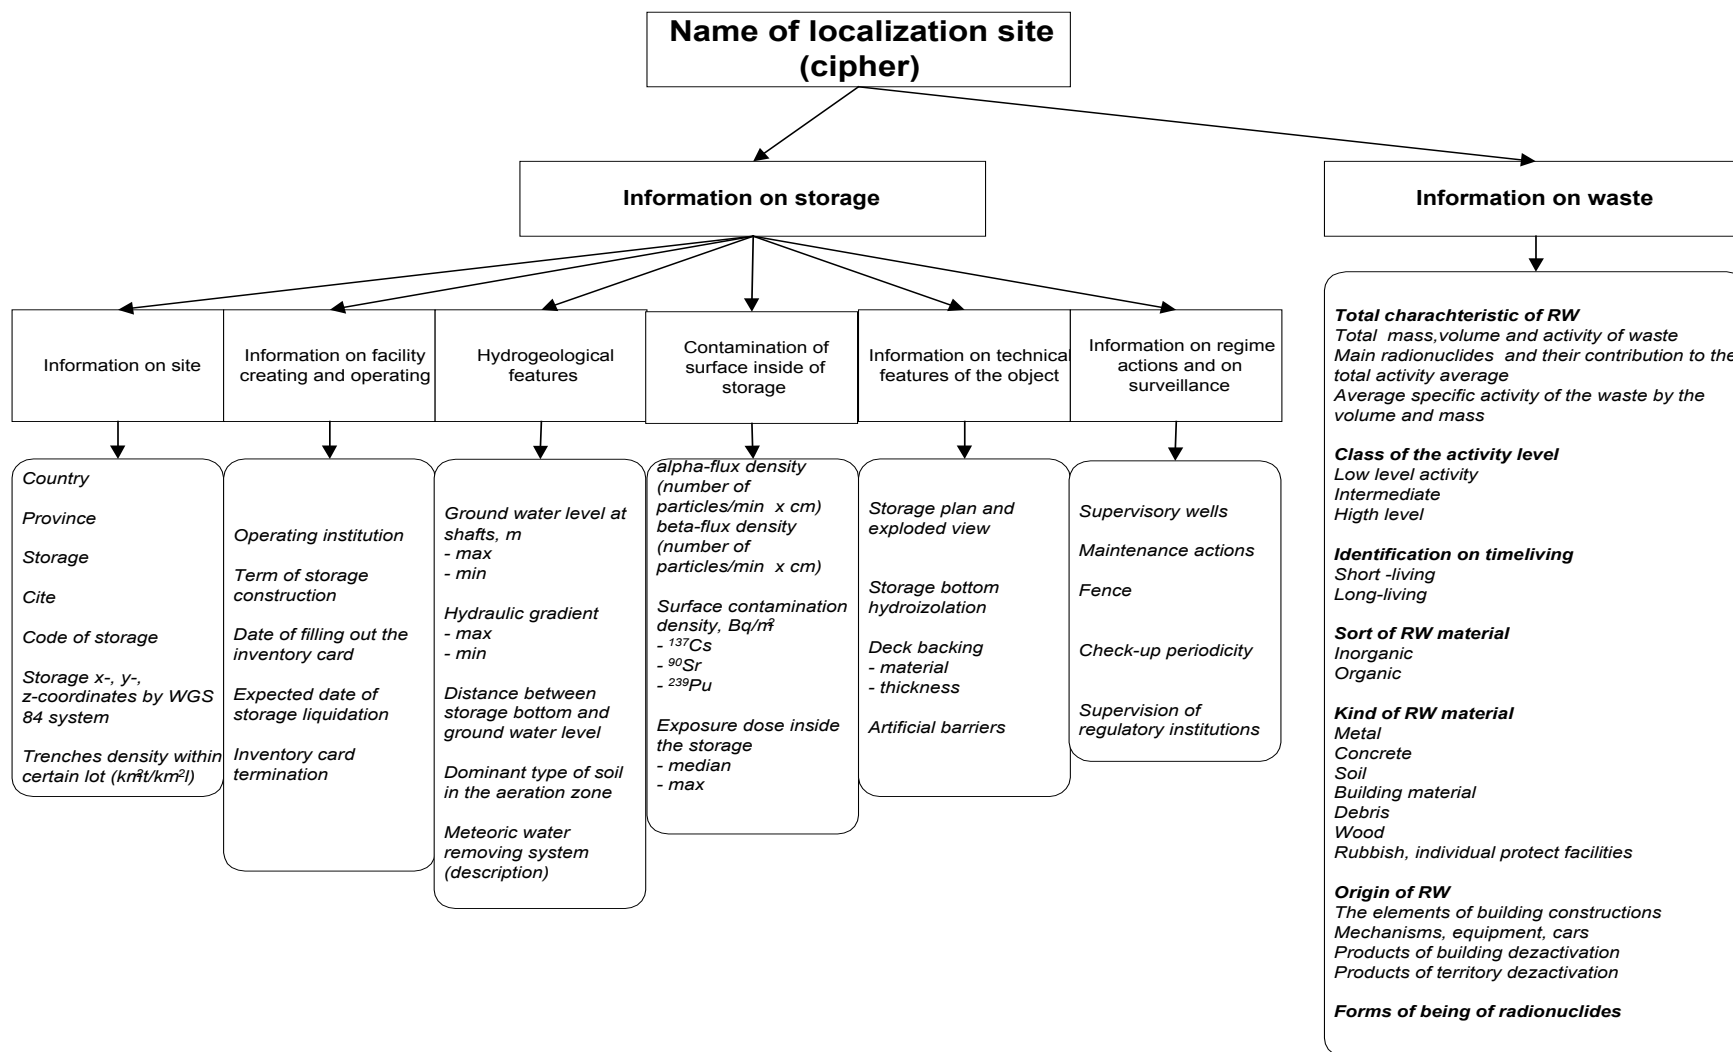 Name of localization site
(cipher)
Information on storage
Information on waste
Information on site
Information on facility
creating and operating
Hydrogeological
features
Contamination of
surface inside of
storage
Information on technical
features of the object
Information on regime
actions and on
surveillance
Country
Province
Storage
Cite
Code of storage
Storage x-, y-,
z-coordinates by WGS
84 system
Trenches density within
certain lot (km²t/km²l)
Operating institution
Term of storage
construction
Date of filling out the
inventory card
Expected date of
storage liquidation
Inventory card
termination
Ground water level at
shafts, m
- max
- min
Hydraulic gradient
- max
- min
Distance between
storage bottom and
ground water level
Dominant type of soil
in the aeration zone
Meteoric water
removing system
(description)
alpha-flux density
(number of
particles/min x cm)
beta-flux density
(number of
particles/min x cm)
Surface contamination
density, Bq/m²
- ¹³⁷Cs
- ⁹⁰Sr
- ²³⁹Pu
Exposure dose inside
the storage
- median
- max
Storage plan and
exploded view
Storage bottom
hydroizolation
Deck backing
- material
- thickness
Artificial barriers
Supervisory wells
Maintenance actions
Fence
Check-up periodicity
Supervision of
regulatory institutions
Total charachteristic of RW
Total mass,volume and activity of waste
Main radionuclides and their contribution to the
total activity average
Average specific activity of the waste by the
volume and mass
Class of the activity level
Low level activity
Intermediate
Higth level
Identification on timeliving
Short -living
Long-living
Sort of RW material
Inorganic
Organic
Kind of RW material
Metal
Concrete
Soil
Building material
Debris
Wood
Rubbish, individual protect facilities
Origin of RW
The elements of building constructions
Mechanisms, equipment, cars
Products of building dezactivation
Products of territory dezactivation
Forms of being of radionuclides